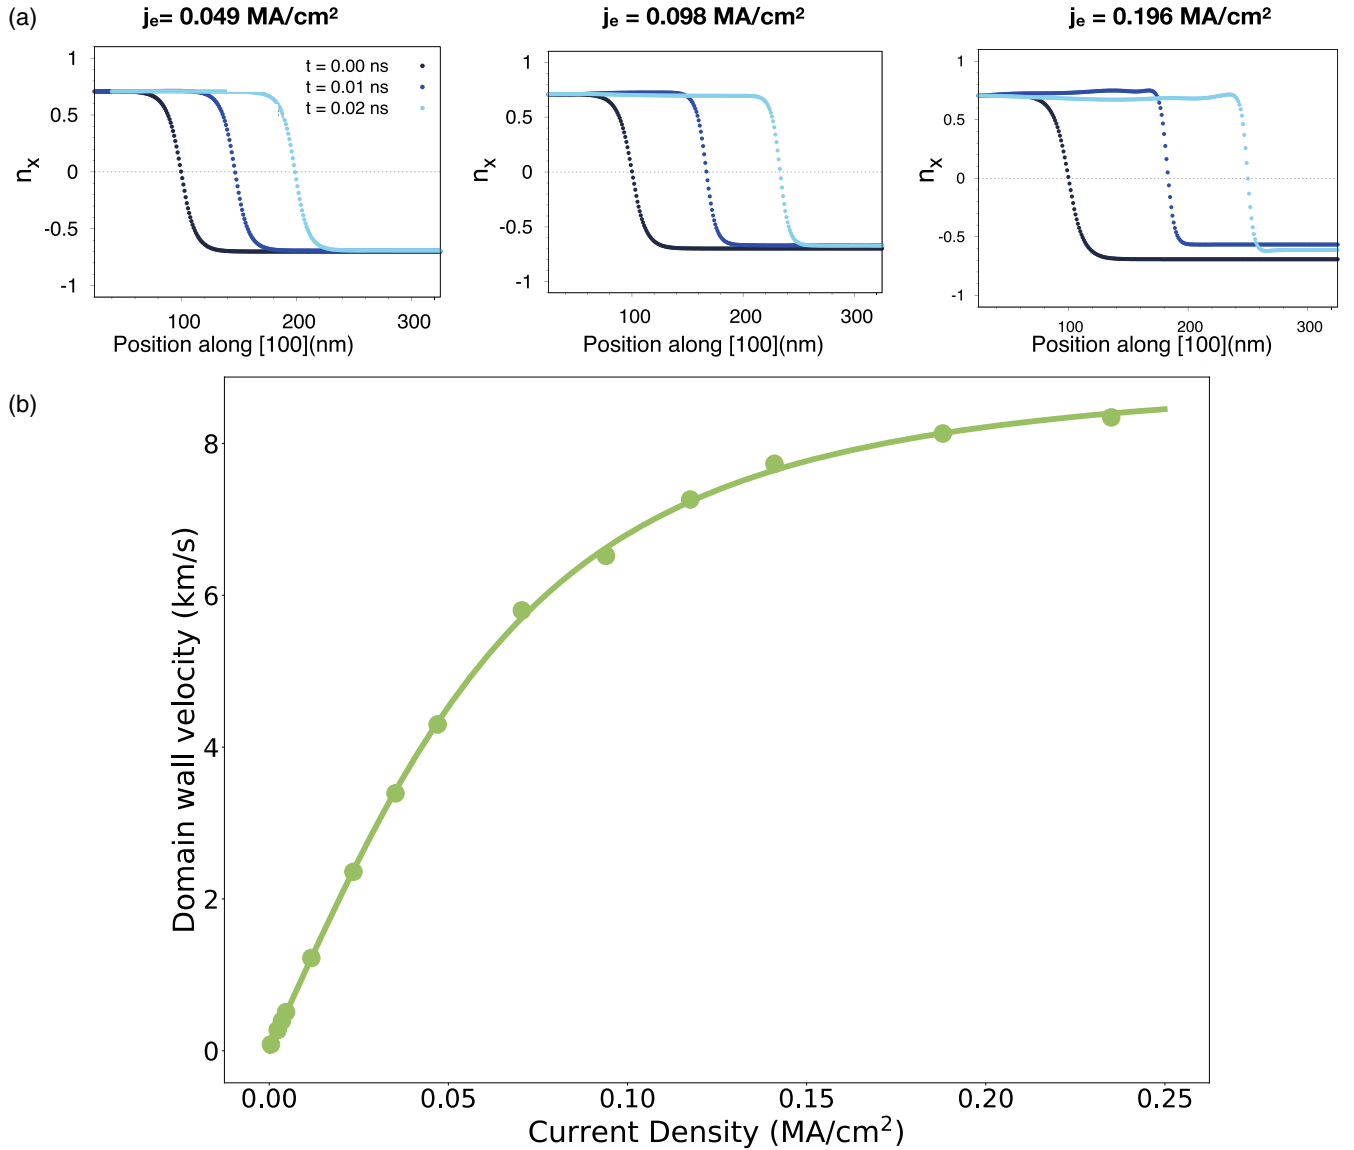 (a)
jₑ= 0.049 MA/cm²
jₑ = 0.098 MA/cm²
jₑ = 0.196 MA/cm²
1
0.5
0
-0.5
-1
nₓ
t = 0.00 ns
t = 0.01 ns
t = 0.02 ns
100 200 300
Position along [100](nm)
1
0.5
0
-0.5
-1
nₓ
100 200 300
Position along [100](nm)
1
0.5
0
-0.5
-1
nₓ
100 200 300
Position along [100](nm)
(b)
8
6
4
2
0
Domain wall velocity (km/s)
0.00 0.05 0.10 0.15 0.20 0.25
Current Density (MA/cm²)